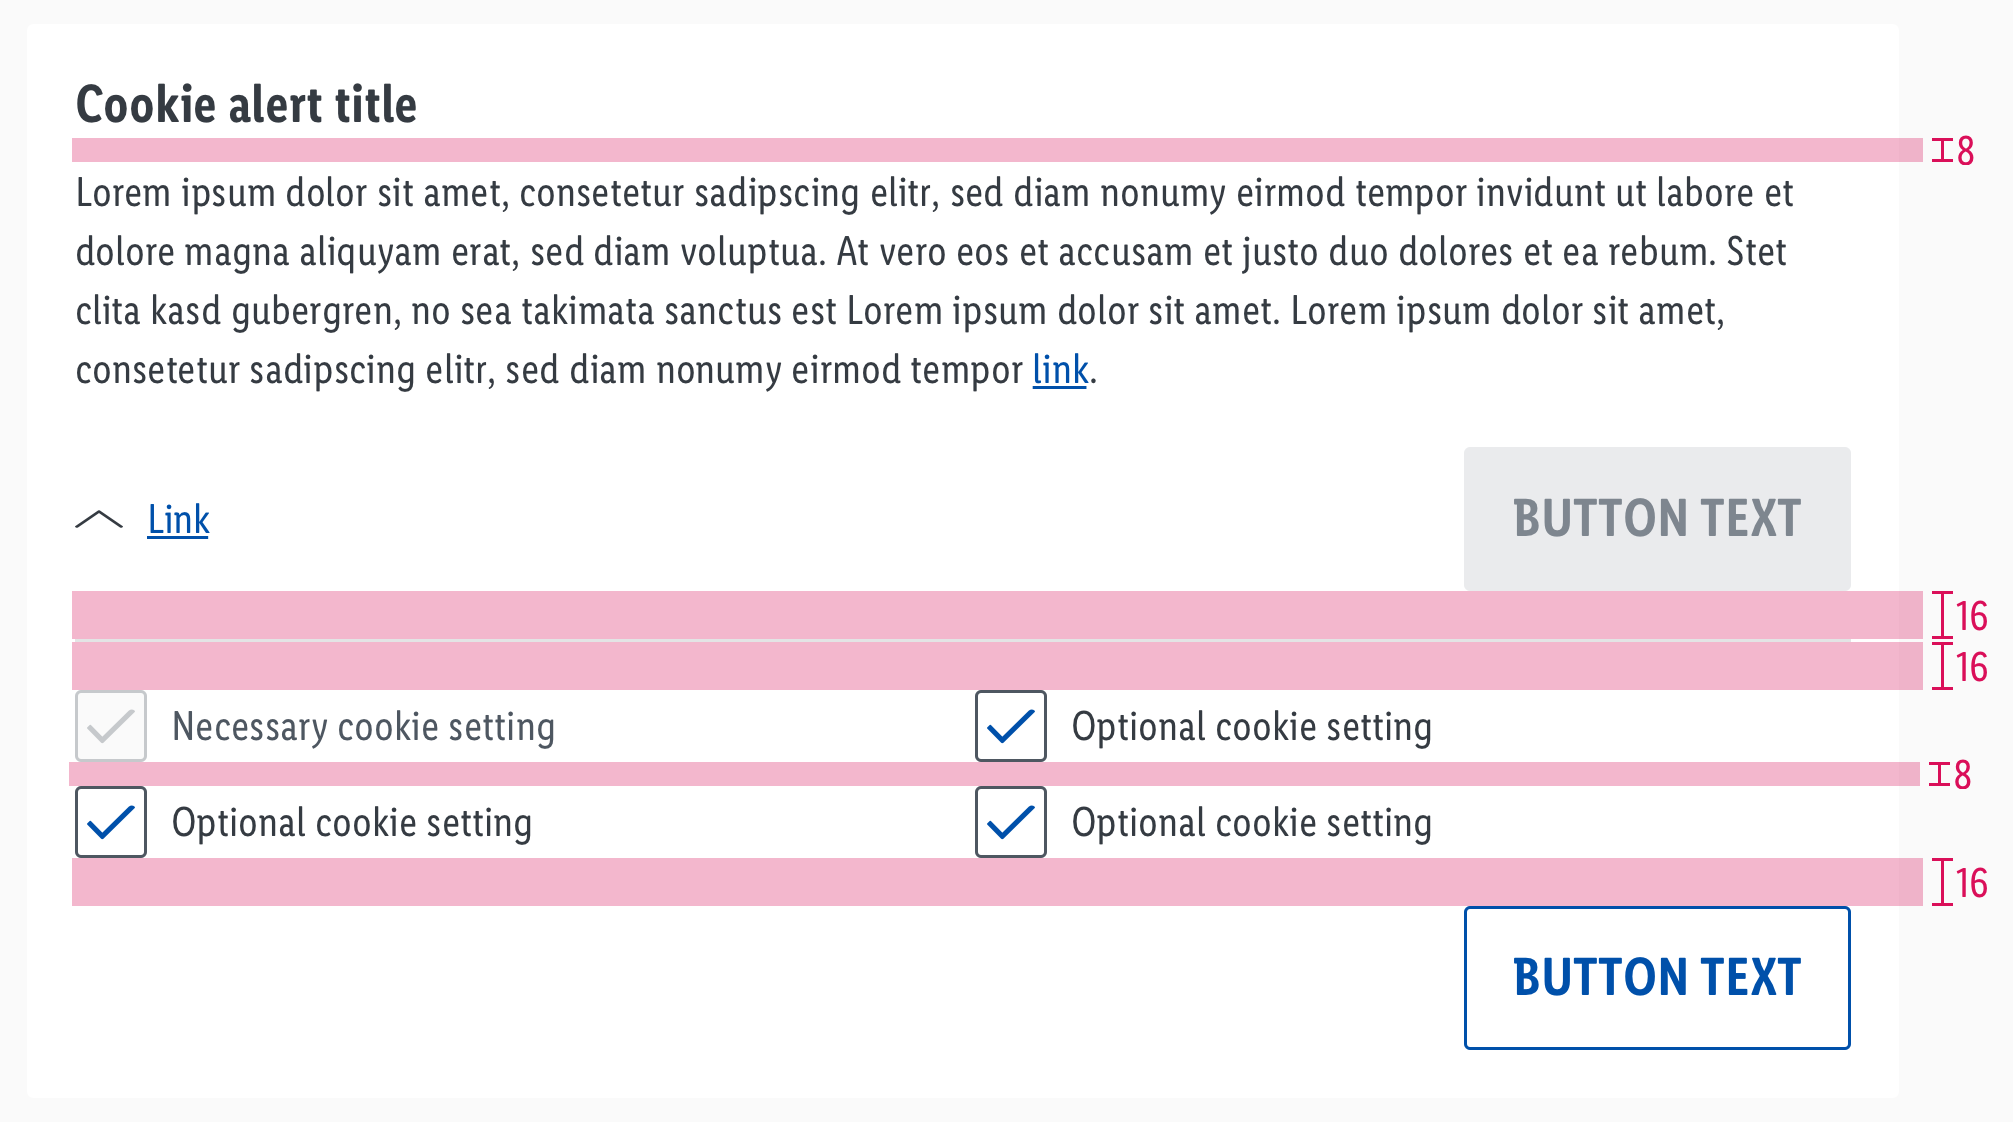 Cookie alert title
8
Lorem ipsum dolor sit amet, consetetur sadipscing elitr, sed diam nonumy eirmod tempor invidunt ut labore et
dolore magna aliquyam erat, sed diam voluptua. At vero eos et accusam et justo duo dolores et ea rebum. Stet
clita kasd gubergren, no sea takimata sanctus est Lorem ipsum dolor sit amet. Lorem ipsum dolor sit amet,
consetetur sadipscing elitr, sed diam nonumy eirmod tempor link.
Link
BUTTON TEXT
16
16
Necessary cookie setting
Optional cookie setting
8
Optional cookie setting
Optional cookie setting
16
BUTTON TEXT